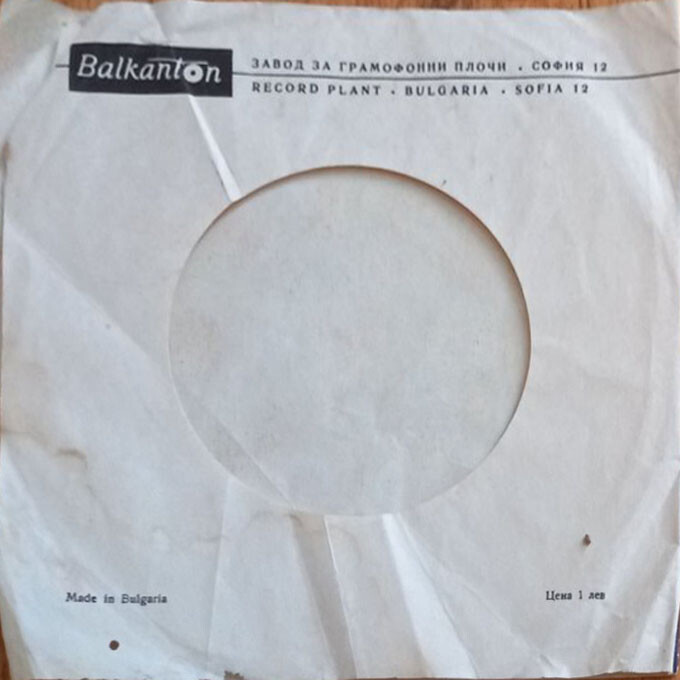 Balkanton
ЗАВОД ЗА ГРАМОФОННИ ПЛОЧИ . СОФИЯ 12
RECORD PLANT . BULGARIA . SOFIA 12
Made in Bulgaria
Цена 1 лев